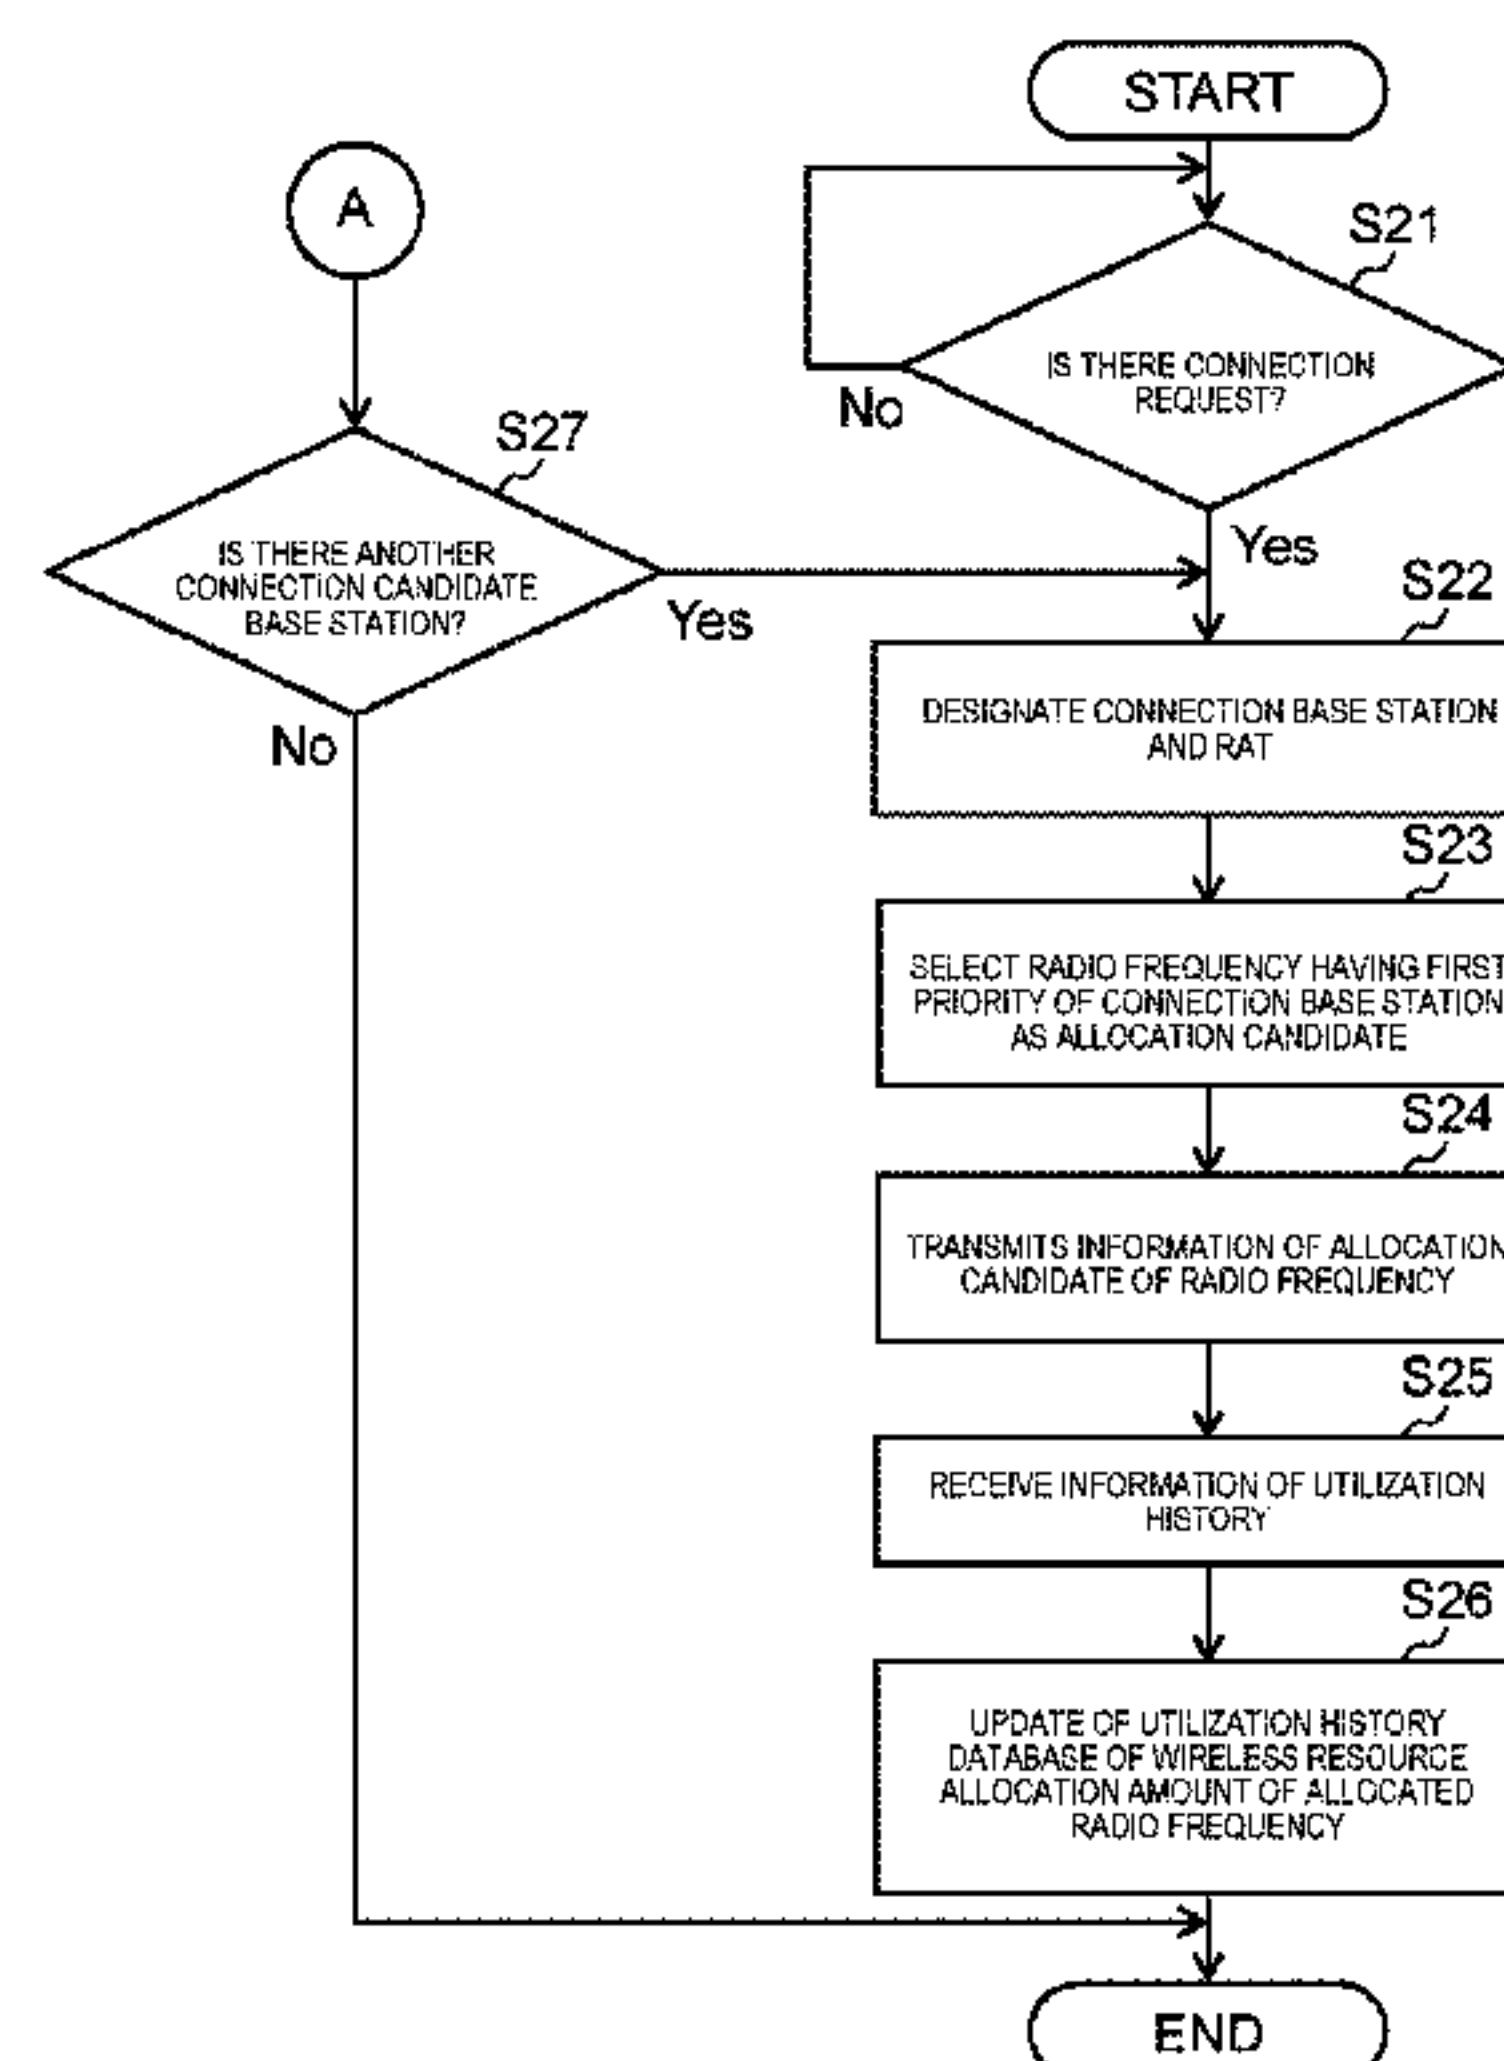 START
A
S21
IS THERE CONNECTION
REQUEST?
No
Yes
S27
IS THERE ANOTHER
CONNECTION CANDIDATE
BASE STATION?
Yes
No
S22
DESIGNATE CONNECTION BASE STATION
AND RAT
S23
SELECT RADIO FREQUENCY HAVING FIRST
PRIORITY OF CONNECTION BASE STATION
AS ALLOCATION CANDIDATE
S24
TRANSMITS INFORMATION OF ALLOCATION
CANDIDATE OF RADIO FREQUENCY
S25
RECEIVE INFORMATION OF UTILIZATION
HISTORY
S26
UPDATE OF UTILIZATION HISTORY
DATABASE OF WIRELESS RESOURCE
ALLOCATION AMOUNT OF ALLOCATED
RADIO FREQUENCY
END